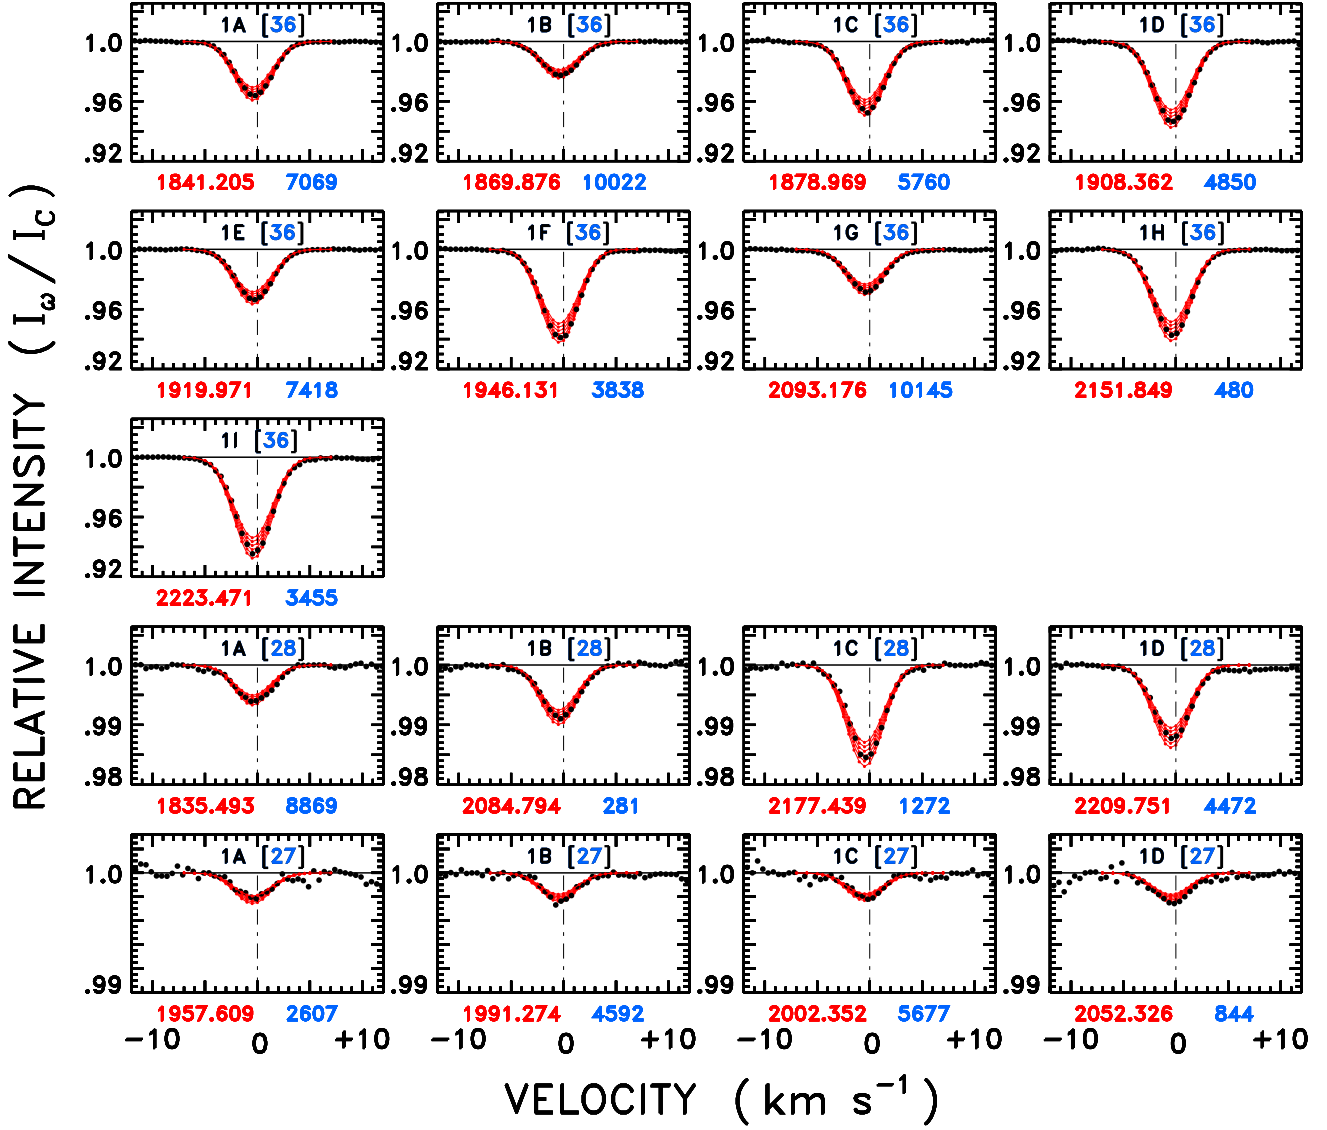 1A [36] 1B [36] 1C [36] 1D [36]
1.0 1.0 1.0 1.0
.96 .96 .96 .96
.92 .92 .92 .92
1841.205 7069 1869.876 10022 1878.969 5760 1908.362 4850
1E [36] 1F [36] 1G [36] 1H [36]
1.0 1.0 1.0 1.0
.96 .96 .96 .96
.92 .92 .92 .92
1919.971 7418 1946.131 3838 2093.176 10145 2151.849 480
1I [36]
1.0
.96
.92
2223.471 3455
1A [28] 1B [28] 1C [28] 1D [28]
1.0 1.0 1.0 1.0
.99 .99 .99 .99
.98 .98 .98 .98
1835.493 8869 2084.794 281 2177.439 1272 2209.751 4472
1A [27] 1B [27] 1C [27] 1D [27]
1.0 1.0 1.0 1.0
.99 .99 .99 .99
1957.609 2607 1991.274 4592 2002.352 5677 2052.326 844
−10 0 +10 −10 0 +10 −10 0 +10 −10 0 +10
VELOCITY (km s⁻¹)
RELATIVE INTENSITY (I_ω/I_C)